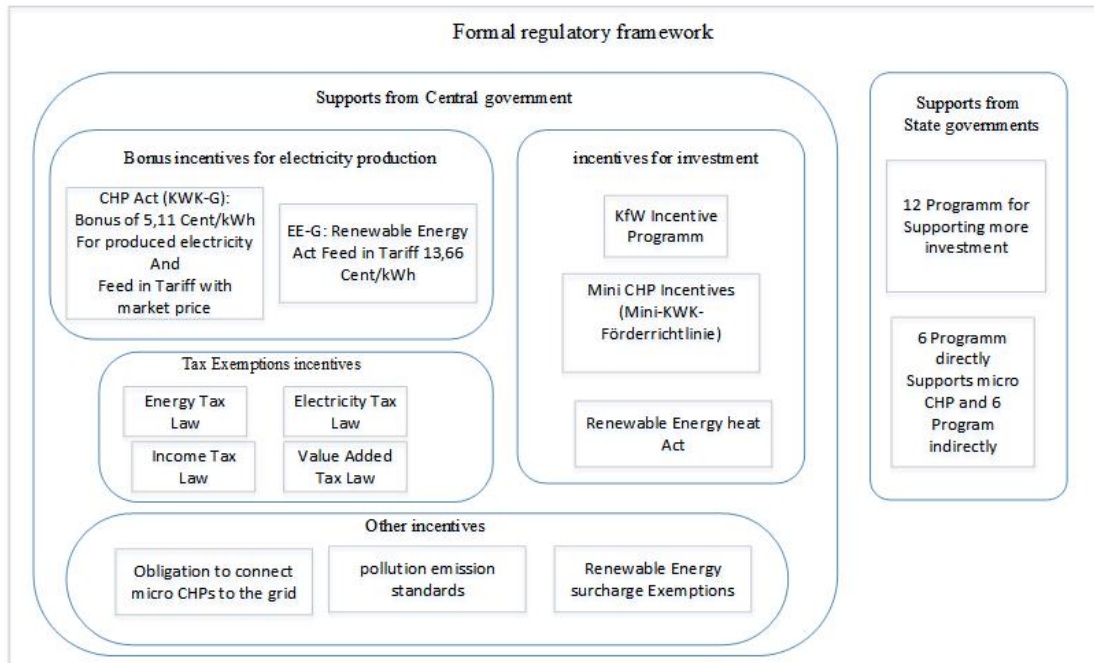 Formal regulatory framework
Supports from Central government
Bonus incentives for electricity production
CHP Act (KWK-G):
Bonus of 5,11 Cent/kWh
For produced electricity
And
Feed in Tariff with
market price
EE-G: Renewable Energy
Act Feed in Tariff 13,66
Cent/kWh
incentives for investment
KfW Incentive
Programm
Mini CHP Incentives
(Mini-KWK-
Förderrichtlinie)
Renewable Energy heat
Act
Tax Exemptions incentives
Energy Tax
Law
Electricity Tax
Law
Income Tax
Law
Value Added
Tax Law
Other incentives
Obligation to connect
micro CHPs to the grid
pollution emission
standards
Renewable Energy
surcharge Exemptions
Supports from
State governments
12 Programm for
Supporting more
investment
6 Programm
directly
Supports micro
CHP and 6
Program
indirectly